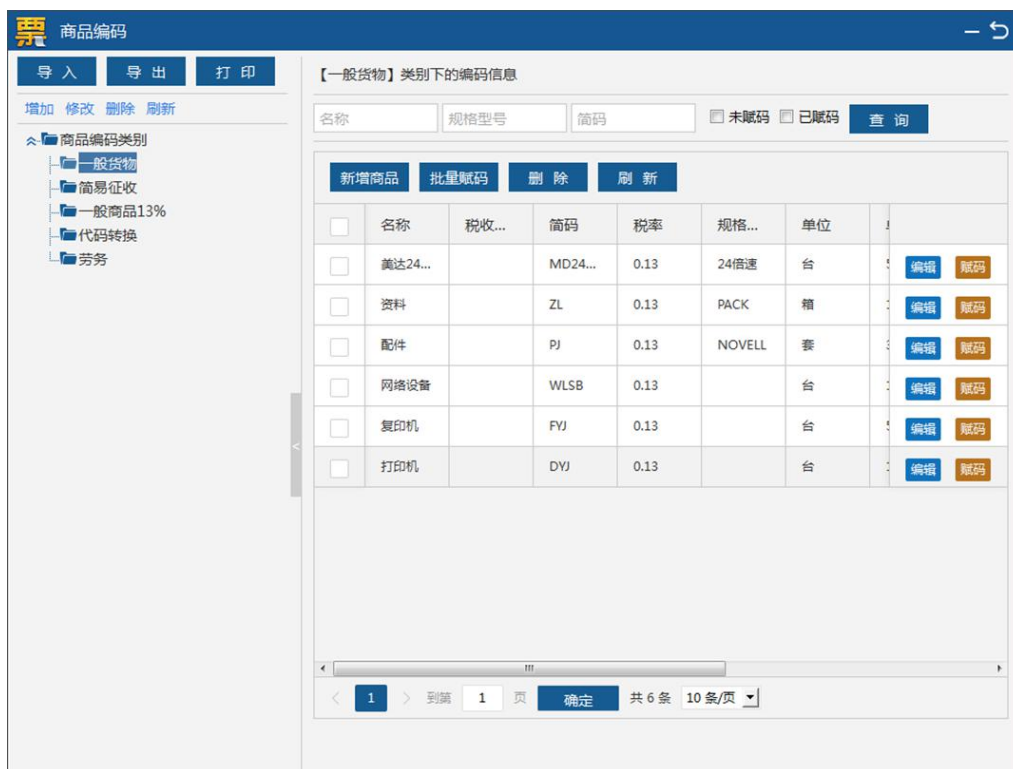 票 商品编码
导 入 导 出 打 印
增加 修改 删除 刷新
商品编码类别
一般货物
简易征收
一般商品13%
代码转换
劳务
【一般货物】类别下的编码信息
名称 规格型号 简码 未赋码 已赋码 查 询
新增商品 批量赋码 删 除 刷 新
名称 税收... 简码 税率 规格... 单位
美达24... MD24... 0.13 24倍速 台 编辑 赋码
资料 ZL 0.13 PACK 箱 编辑 赋码
配件 PJ 0.13 NOVELL 套 编辑 赋码
网络设备 WLSB 0.13 台 编辑 赋码
复印机 FYJ 0.13 台 编辑 赋码
打印机 DYJ 0.13 台 编辑 赋码
< 1 > 到第 1 页 确定 共 6 条 10 条/页